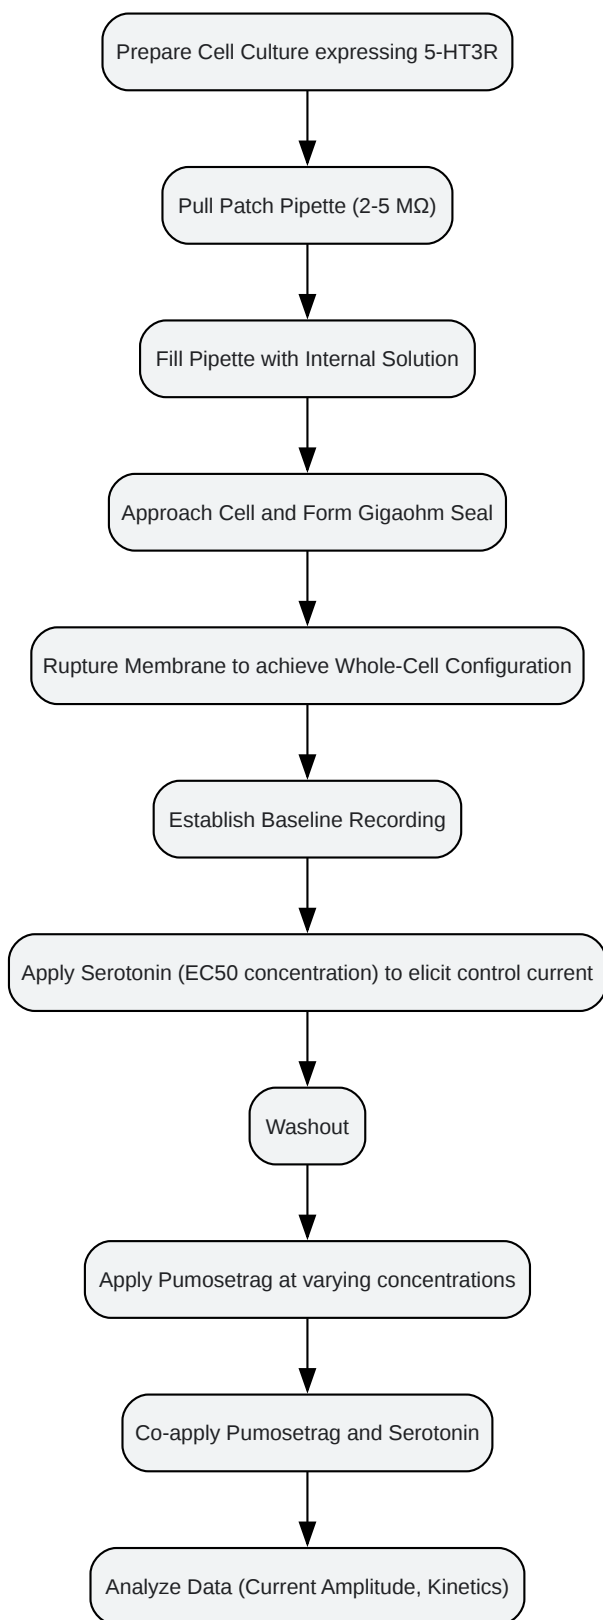 Prepare Cell Culture expressing 5-HT3R
Pull Patch Pipette (2-5 MΩ)
Fill Pipette with Internal Solution
Approach Cell and Form Gigaohm Seal
Rupture Membrane to achieve Whole-Cell Configuration
Establish Baseline Recording
Apply Serotonin (EC50 concentration) to elicit control current
Washout
Apply Pumosetrag at varying concentrations
Co-apply Pumosetrag and Serotonin
Analyze Data (Current Amplitude, Kinetics)